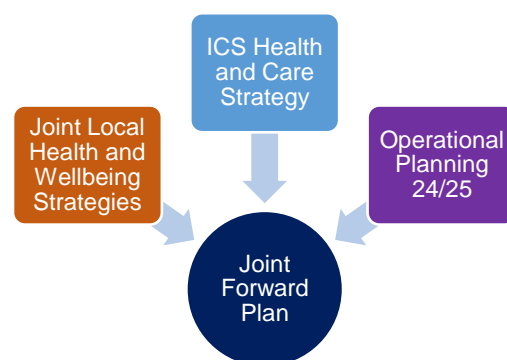 ICS Health
and Care
Strategy
Joint Local
Health and
Wellbeing
Strategies
Operational
Planning
24/25
Joint
Forward
Plan